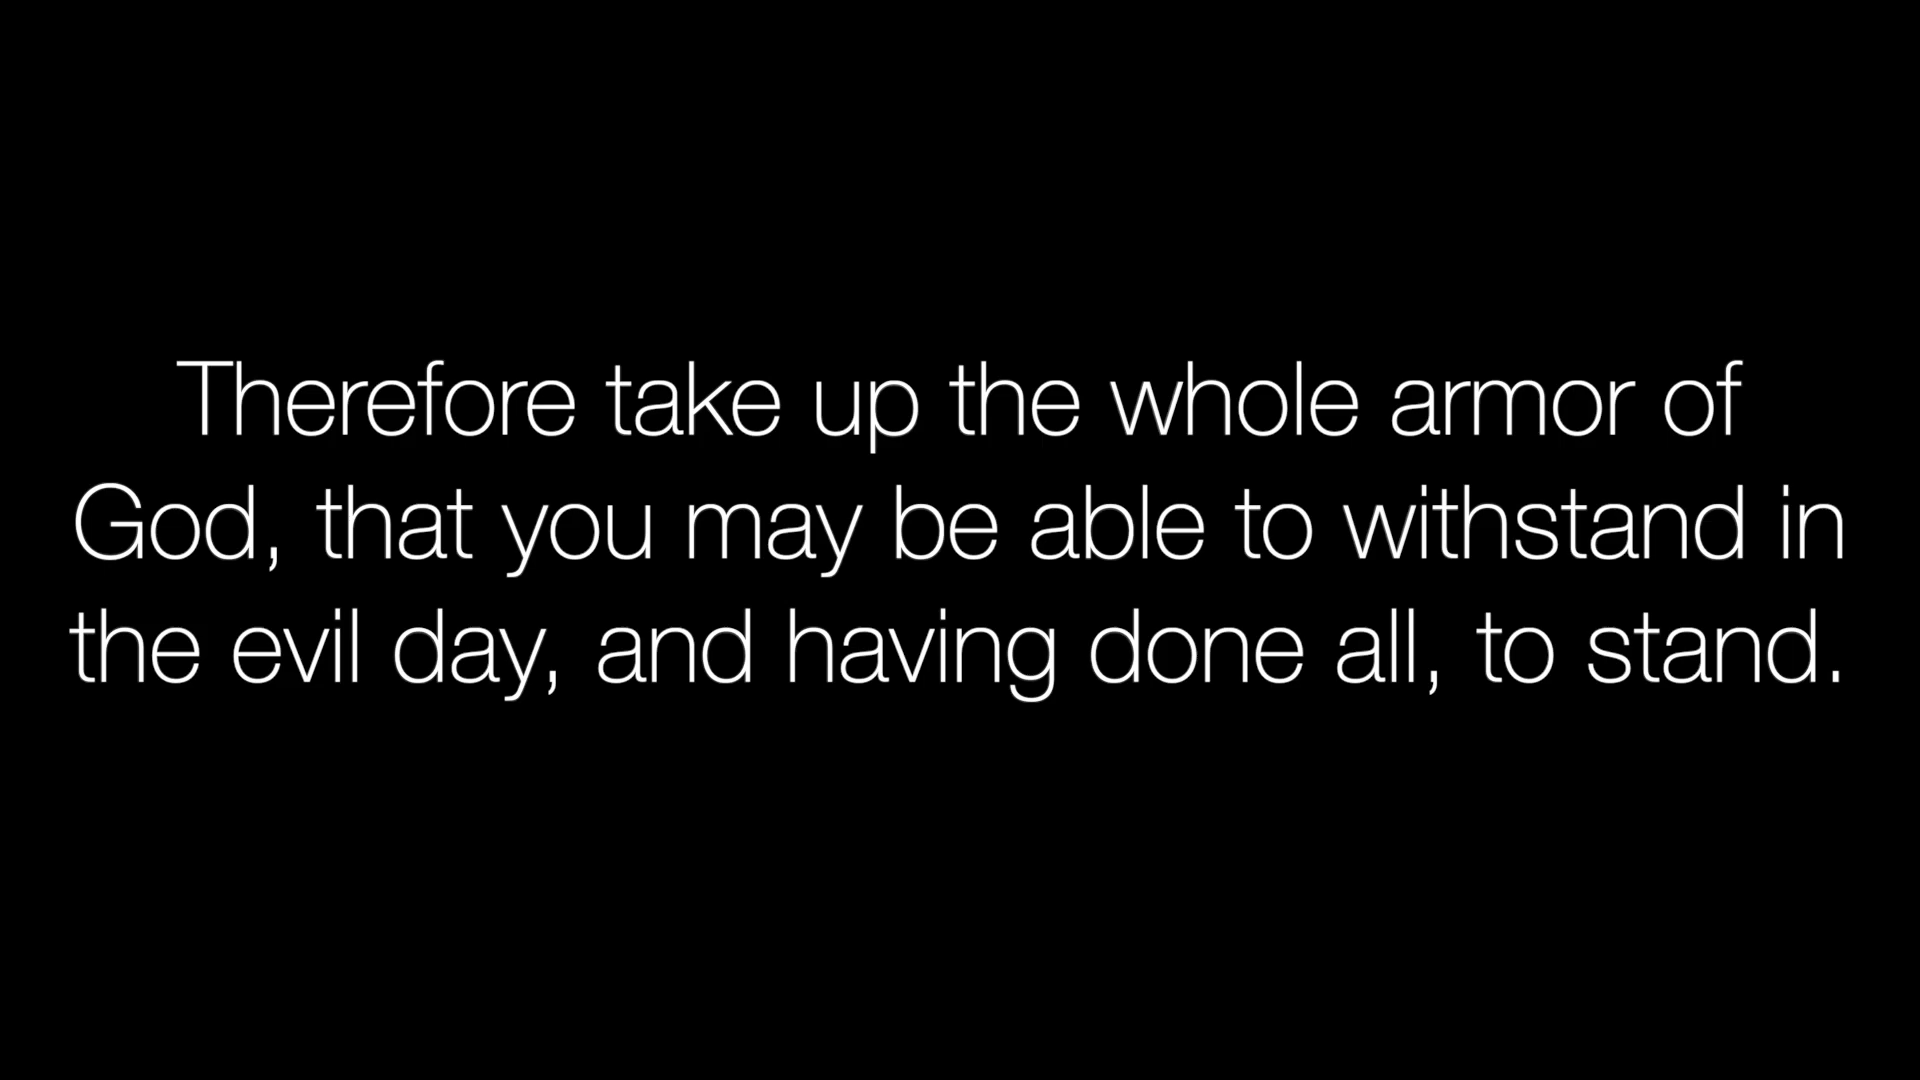 Therefore take up the whole armor of
God, that you may be able to withstand in
the evil day, and having done all, to stand.